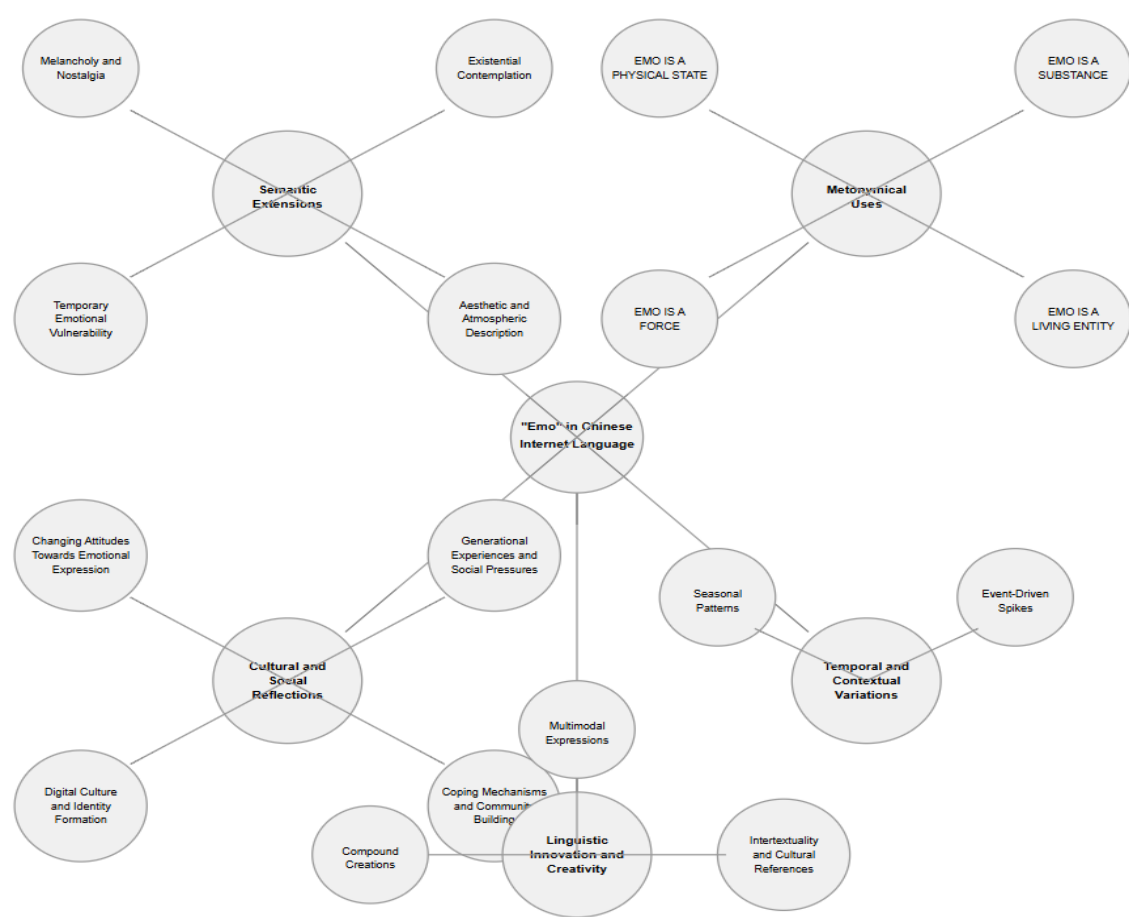 Melancholy and
Nostalgia
Existential
Contemplation
EMO IS A
PHYSICAL STATE
EMO IS A
SUBSTANCE
Semantic
Extensions
Metonymical
Uses
Temporary
Emotional
Vulnerability
Aesthetic and
Atmospheric
Description
EMO IS A
FORCE
EMO IS A
LIVING ENTITY
"Emo" in Chinese
Internet Language
Changing Attitudes
Towards Emotional
Expression
Generational
Experiences and
Social Pressures
Seasonal
Patterns
Event-Driven
Spikes
Cultural and
Social
Reflections
Temporal and
Contextual
Variations
Multimodal
Expressions
Digital Culture
and Identity
Formation
Coping Mechanisms
and Community
Building
Compound
Creations
Linguistic
Innovation and
Creativity
Intertextuality
and Cultural
References